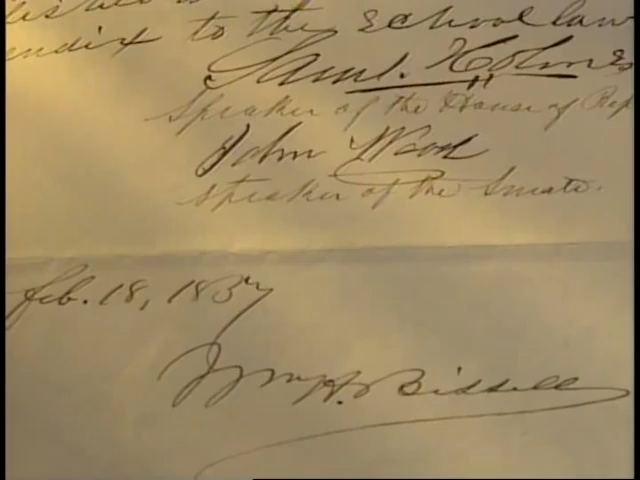 endix to the school law
Saml. Holmes
Speaker of the House of Rep
John Wood
Speaker of the Senate.
Feb. 18, 1857
Wm H. Bissell